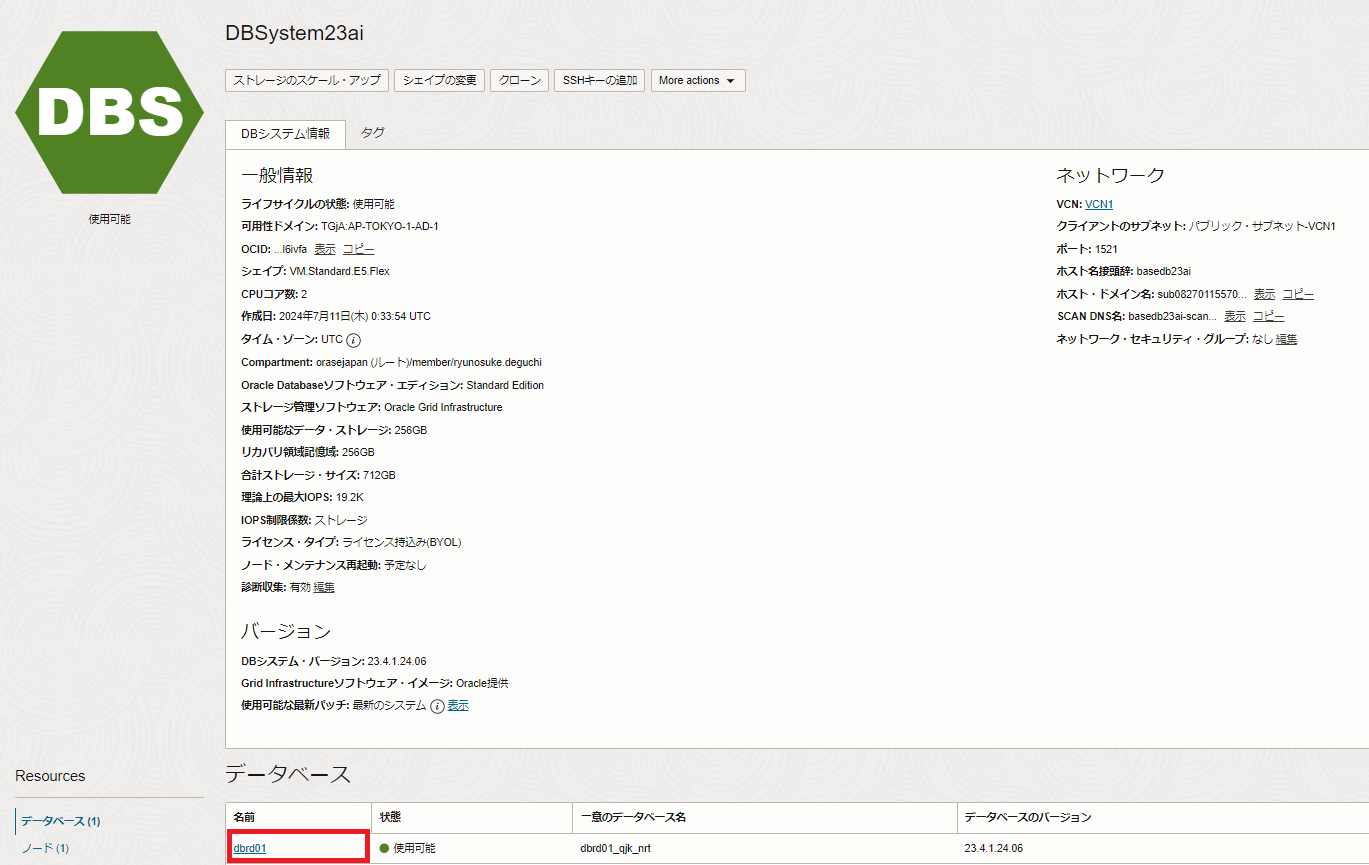 DBSystem23ai
DBS
ストレージのスケール・アップ シェイプの変更 クローン SSHキーの追加 More actions
使用可能
DBシステム情報 タグ
一般情報
ライフサイクルの状態: 使用可能
可用性ドメイン: TGjA:AP-TOKYO-1-AD-1
OCID: ...l6ivfa 表示 コピー
シェイプ: VM.Standard.E5.Flex
CPUコア数: 2
作成日: 2024年7月11日(木) 0:33:54 UTC
タイム・ゾーン: UTC i
Compartment: orasejapan (ルート)/member/ryunosuke.deguchi
Oracle Databaseソフトウェア・エディション: Standard Edition
ストレージ管理ソフトウェア: Oracle Grid Infrastructure
使用可能なデータ・ストレージ: 256GB
リカバリ領域記憶域: 256GB
合計ストレージ・サイズ: 712GB
理論上の最大IOPS: 19.2K
IOPS制限係数: ストレージ
ライセンス・タイプ: ライセンス持込み(BYOL)
ノード・メンテナンス再起動: 予定なし
診断収集: 有効 編集
バージョン
DBシステム・バージョン: 23.4.1.24.06
Grid Infrastructureソフトウェア・イメージ: Oracle提供
使用可能な最新パッチ: 最新のシステム i 表示
ネットワーク
VCN: VCN1
クライアントのサブネット: パブリック・サブネット-VCN1
ポート: 1521
ホスト名接頭辞: basedb23ai
ホスト・ドメイン名: sub08270115570... 表示 コピー
SCAN DNS名: basedb23ai-scan... 表示 コピー
ネットワーク・セキュリティ・グループ: なし 編集
Resources
データベース (1)
ノード (1)
データベース
名前 状態 一意のデータベース名 データベースのバージョン
dbrd01 使用可能 dbrd01_qjk_nrt 23.4.1.24.06